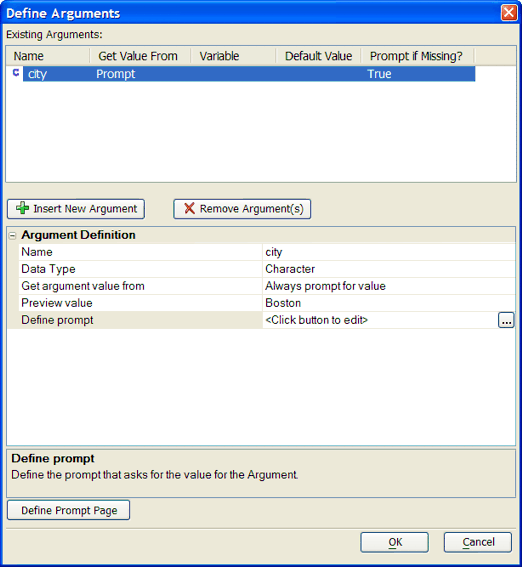 Define Arguments
Existing Arguments:
Name Get Value From Variable Default Value Prompt if Missing?
C city Prompt True
Insert New Argument Remove Argument(s)
Argument Definition
Name city
Data Type Character
Get argument value from Always prompt for value
Preview value Boston
Define prompt <Click button to edit> ...
Define prompt
Define the prompt that asks for the value for the Argument.
Define Prompt Page
OK Cancel